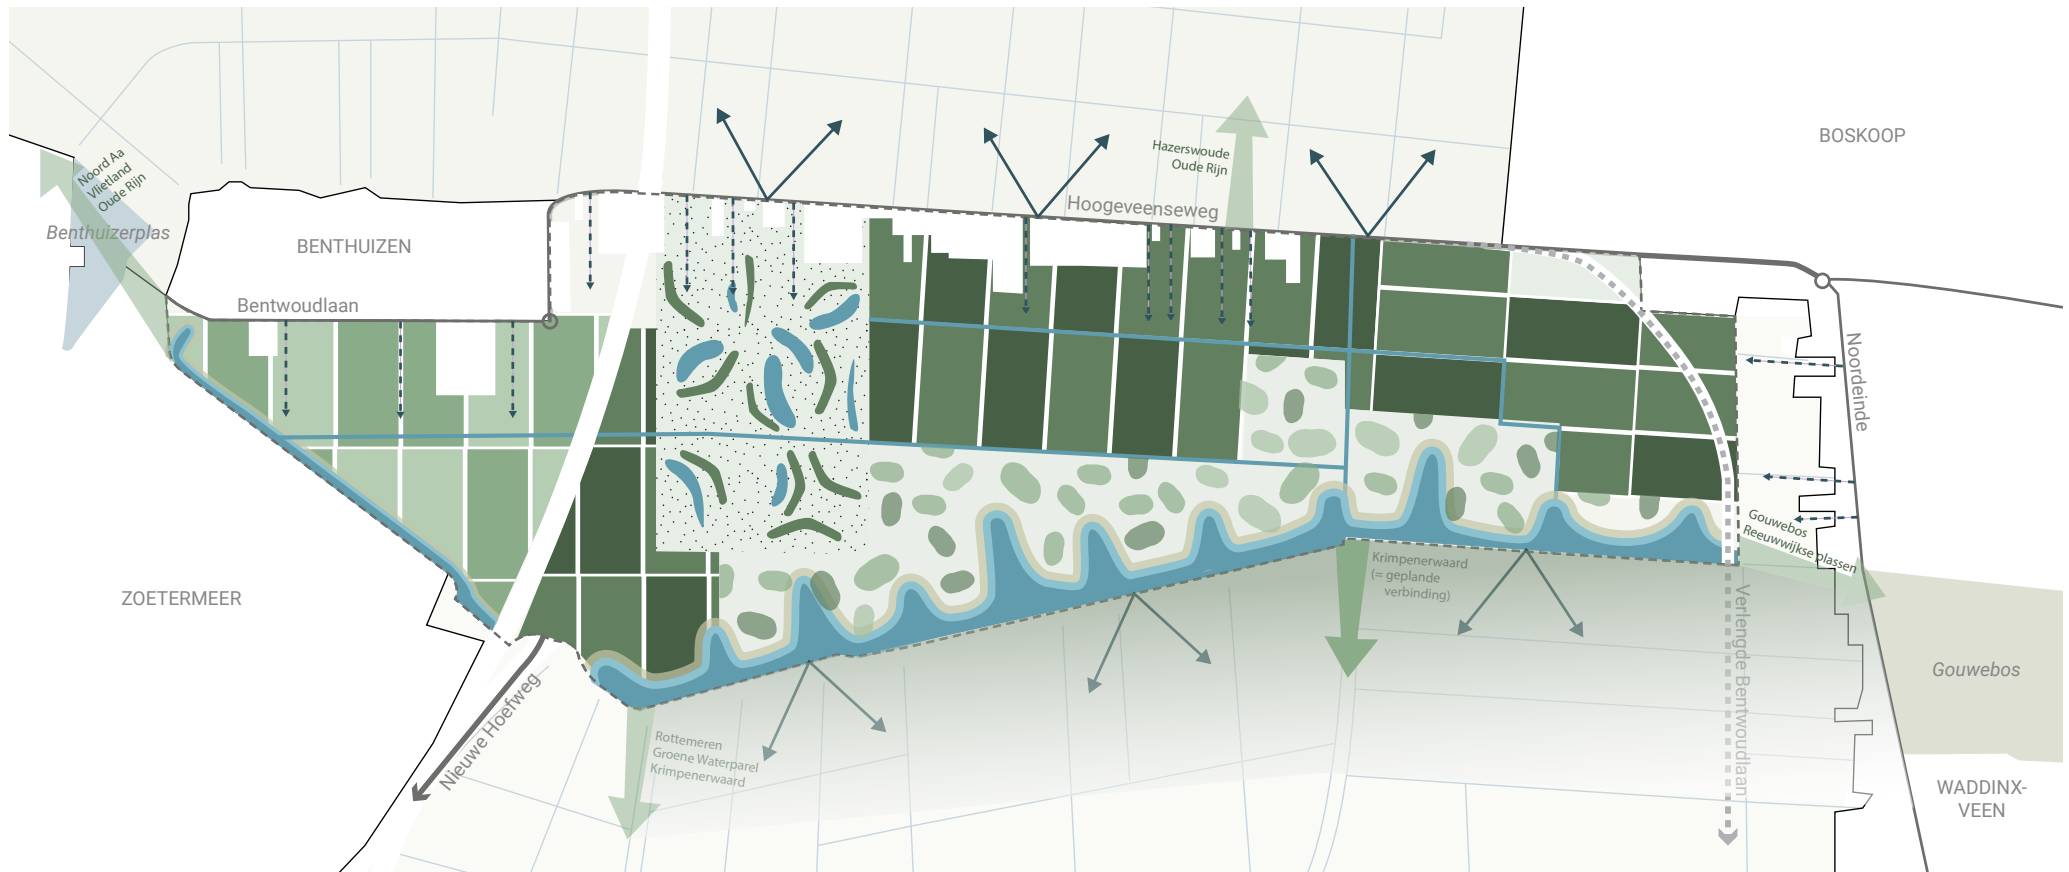 BOSKOOP
Noord Aa
Vlietland
Oude Rijn
Hazerswoude
Oude Rijn
Hoogeveenseweg
Benthuizerplas
BENTHUIZEN
Bentwoudlaan
Noordeinde
Gouwebos
Reeuwwijkse plassen
Krimpenerwaard
(= geplande
verbinding)
ZOETERMEER
Verlengde Bentwoudlaan
Gouwebos
Nieuwe Hoefweg
Rottemeren
Groene Waterparel
Krimpenerwaard
WADDINX-
VEEN